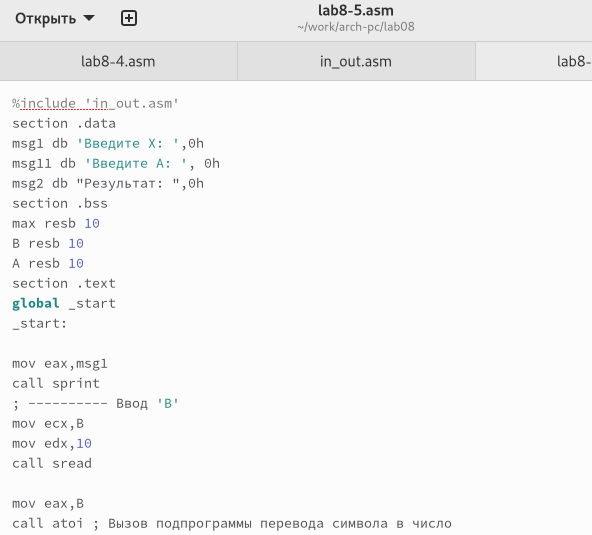 Открыть
lab8-5.asm
~/work/arch-pc/lab08
lab8-4.asm
in_out.asm
lab8-
%include 'in_out.asm'
section .data
msg1 db 'Введите X: ',0h
msg11 db 'Введите A: ', 0h
msg2 db "Результат: ",0h
section .bss
max resb 10
B resb 10
A resb 10
section .text
global _start
_start:
mov eax,msg1
call sprint
; ---------- Ввод 'B'
mov ecx,B
mov edx,10
call sread
mov eax,B
call atoi ; Вызов подпрограммы перевода символа в число